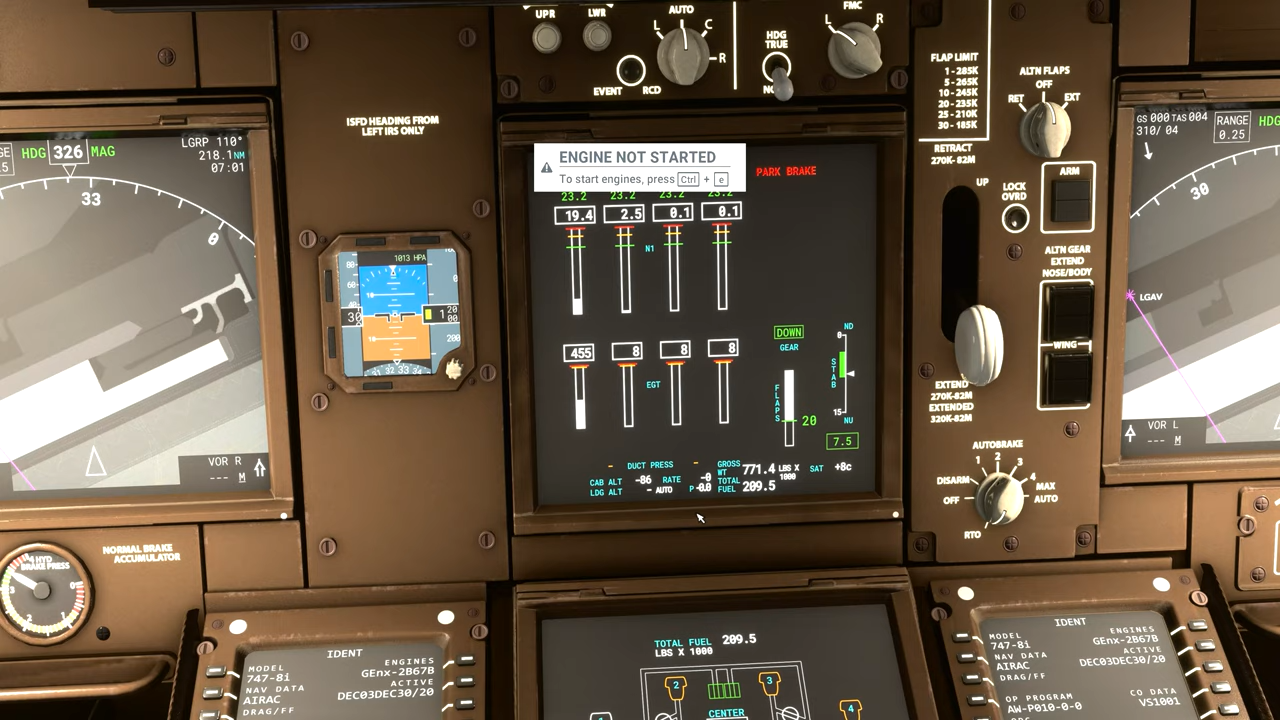 UPR
LWR
AUTO
L
C
R
EVENT
RCD
HDG
TRUE
FMC
L
R
FLAP LIMIT
1 - 285K
5 - 265K
10 - 245K
20 - 235K
25 - 210K
30 - 185K
RETRACT
270K- 82M
ALTN FLAPS
OFF
RET
EXT
ARM
LOCK
OVRD
UP
ALTN GEAR
EXTEND
NOSE/BODY
WING
EXTEND
270K-82M
EXTENDED
320K-82M
AUTOBRAKE
1
2
3
4
DISARM
MAX
AUTO
OFF
RTO
ISFD HEADING FROM
LEFT IRS ONLY
HDG 326 MAG
LGRP 110°
218.1NM
07:01
33
0
VOR R
--- M
1013 HPA
ENGINE NOT STARTED
To start engines, press Ctrl + e
PARK BRAKE
23.2 23.2 23.2 23.2
19.4 2.5 0.1 0.1
N1
455 8 8 8
EGT
DOWN
GEAR
FLAPS
20
0 ND
STAB
15 NU
7.5
DUCT PRESS
CAB ALT -86 RATE -0
LDG ALT - AUTO
GROSS
WT 771.4 LBS X
1000
TOTAL
FUEL 209.5
SAT +8c
GS 000 TAS 004
310/ 04
RANGE
0.25
30
LGAV
VOR L
--- M
NORMAL BRAKE
ACCUMULATOR
HYD
BRAKE PRESS
IDENT
MODEL
ENGINES
747-8i
GEnx-2B67B
NAV DATA
ACTIVE
AIRAC
DEC03DEC30/20
DRAG/FF
TOTAL FUEL 209.5
LBS X 1000
2
3
4
CENTER
IDENT
MODEL
ENGINES
747-8i
GEnx-2B67B
NAV DATA
ACTIVE
AIRAC
DEC03DEC30/20
OP PROGRAM
CO DATA
AW-P010-0-0
VS1001